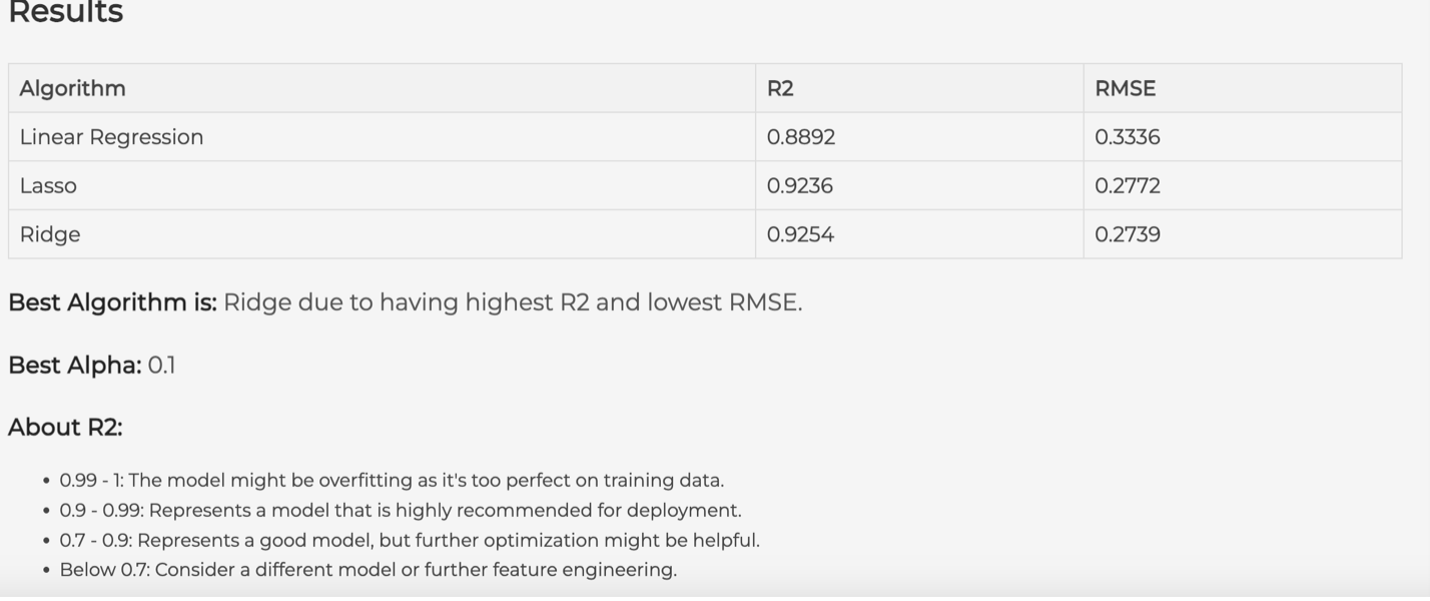 Results
Algorithm R2 RMSE
Linear Regression 0.8892 0.3336
Lasso 0.9236 0.2772
Ridge 0.9254 0.2739
Best Algorithm is: Ridge due to having highest R2 and lowest RMSE.
Best Alpha: 0.1
About R2:
• 0.99 - 1: The model might be overfitting as it's too perfect on training data.
• 0.9 - 0.99: Represents a model that is highly recommended for deployment.
• 0.7 - 0.9: Represents a good model, but further optimization might be helpful.
• Below 0.7: Consider a different model or further feature engineering.